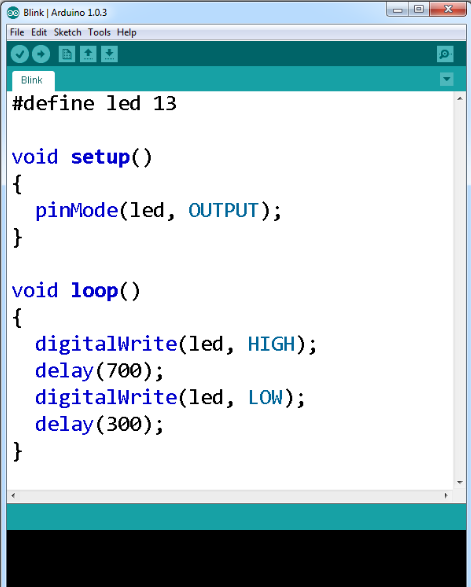 Blink | Arduino 1.0.3
File Edit Sketch Tools Help
Blink
#define led 13
void setup()
{
  pinMode(led, OUTPUT);
}
void loop()
{
  digitalWrite(led, HIGH);
  delay(700);
  digitalWrite(led, LOW);
  delay(300);
}